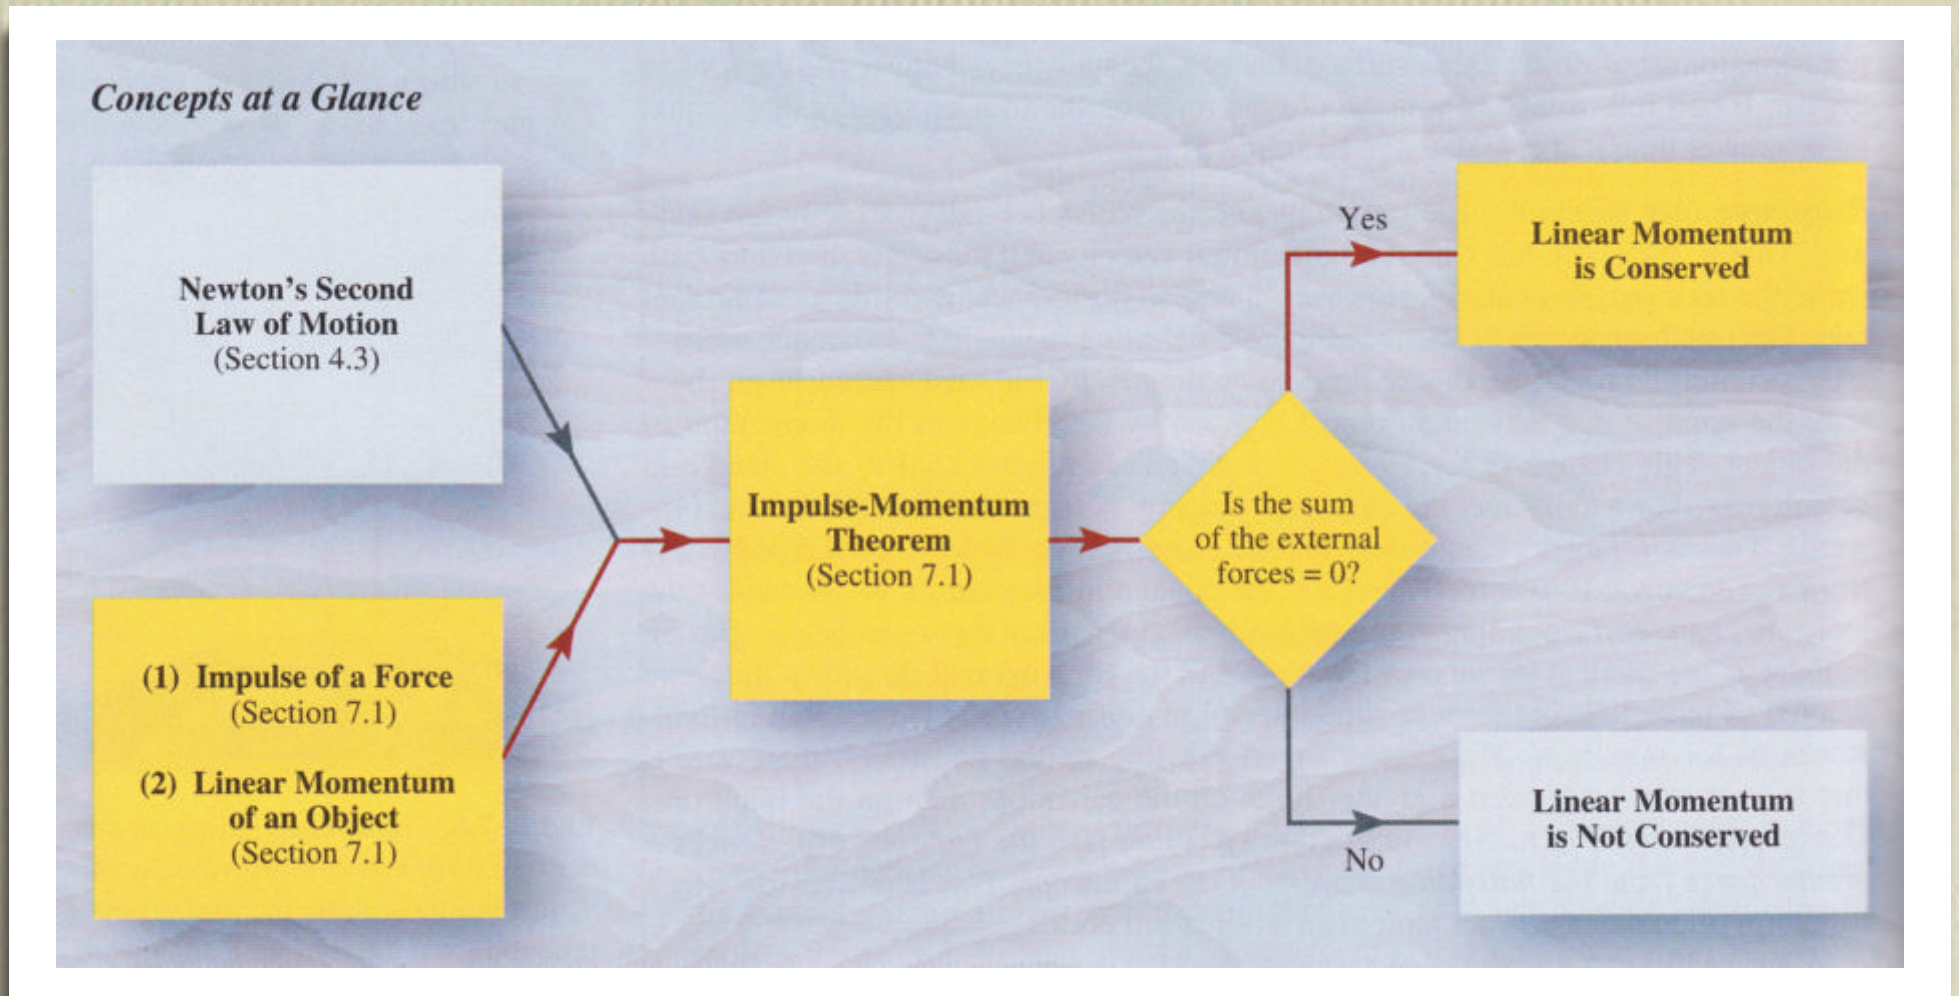 Concepts at a Glance
Newton's Second
Law of Motion
(Section 4.3)
(1) Impulse of a Force
(Section 7.1)
(2) Linear Momentum
of an Object
(Section 7.1)
Impulse-Momentum
Theorem
(Section 7.1)
Is the sum
of the external
forces = 0?
Yes
Linear Momentum
is Conserved
No
Linear Momentum
is Not Conserved